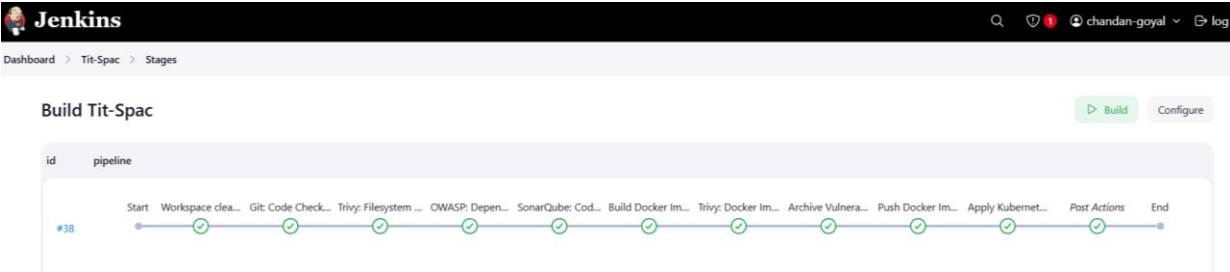 Jenkins
1
chandan-goyal
log
Dashboard > Tit-Spac > Stages
Build Tit-Spac
Build
Configure
id pipeline
Start Workspace clea... Git: Code Check... Trivy: Filesystem ... OWASP: Depen... SonarQube: Cod... Build Docker Im... Trivy: Docker Im... Archive Vulnera... Push Docker Im... Apply Kubernet... Post Actions End
#38